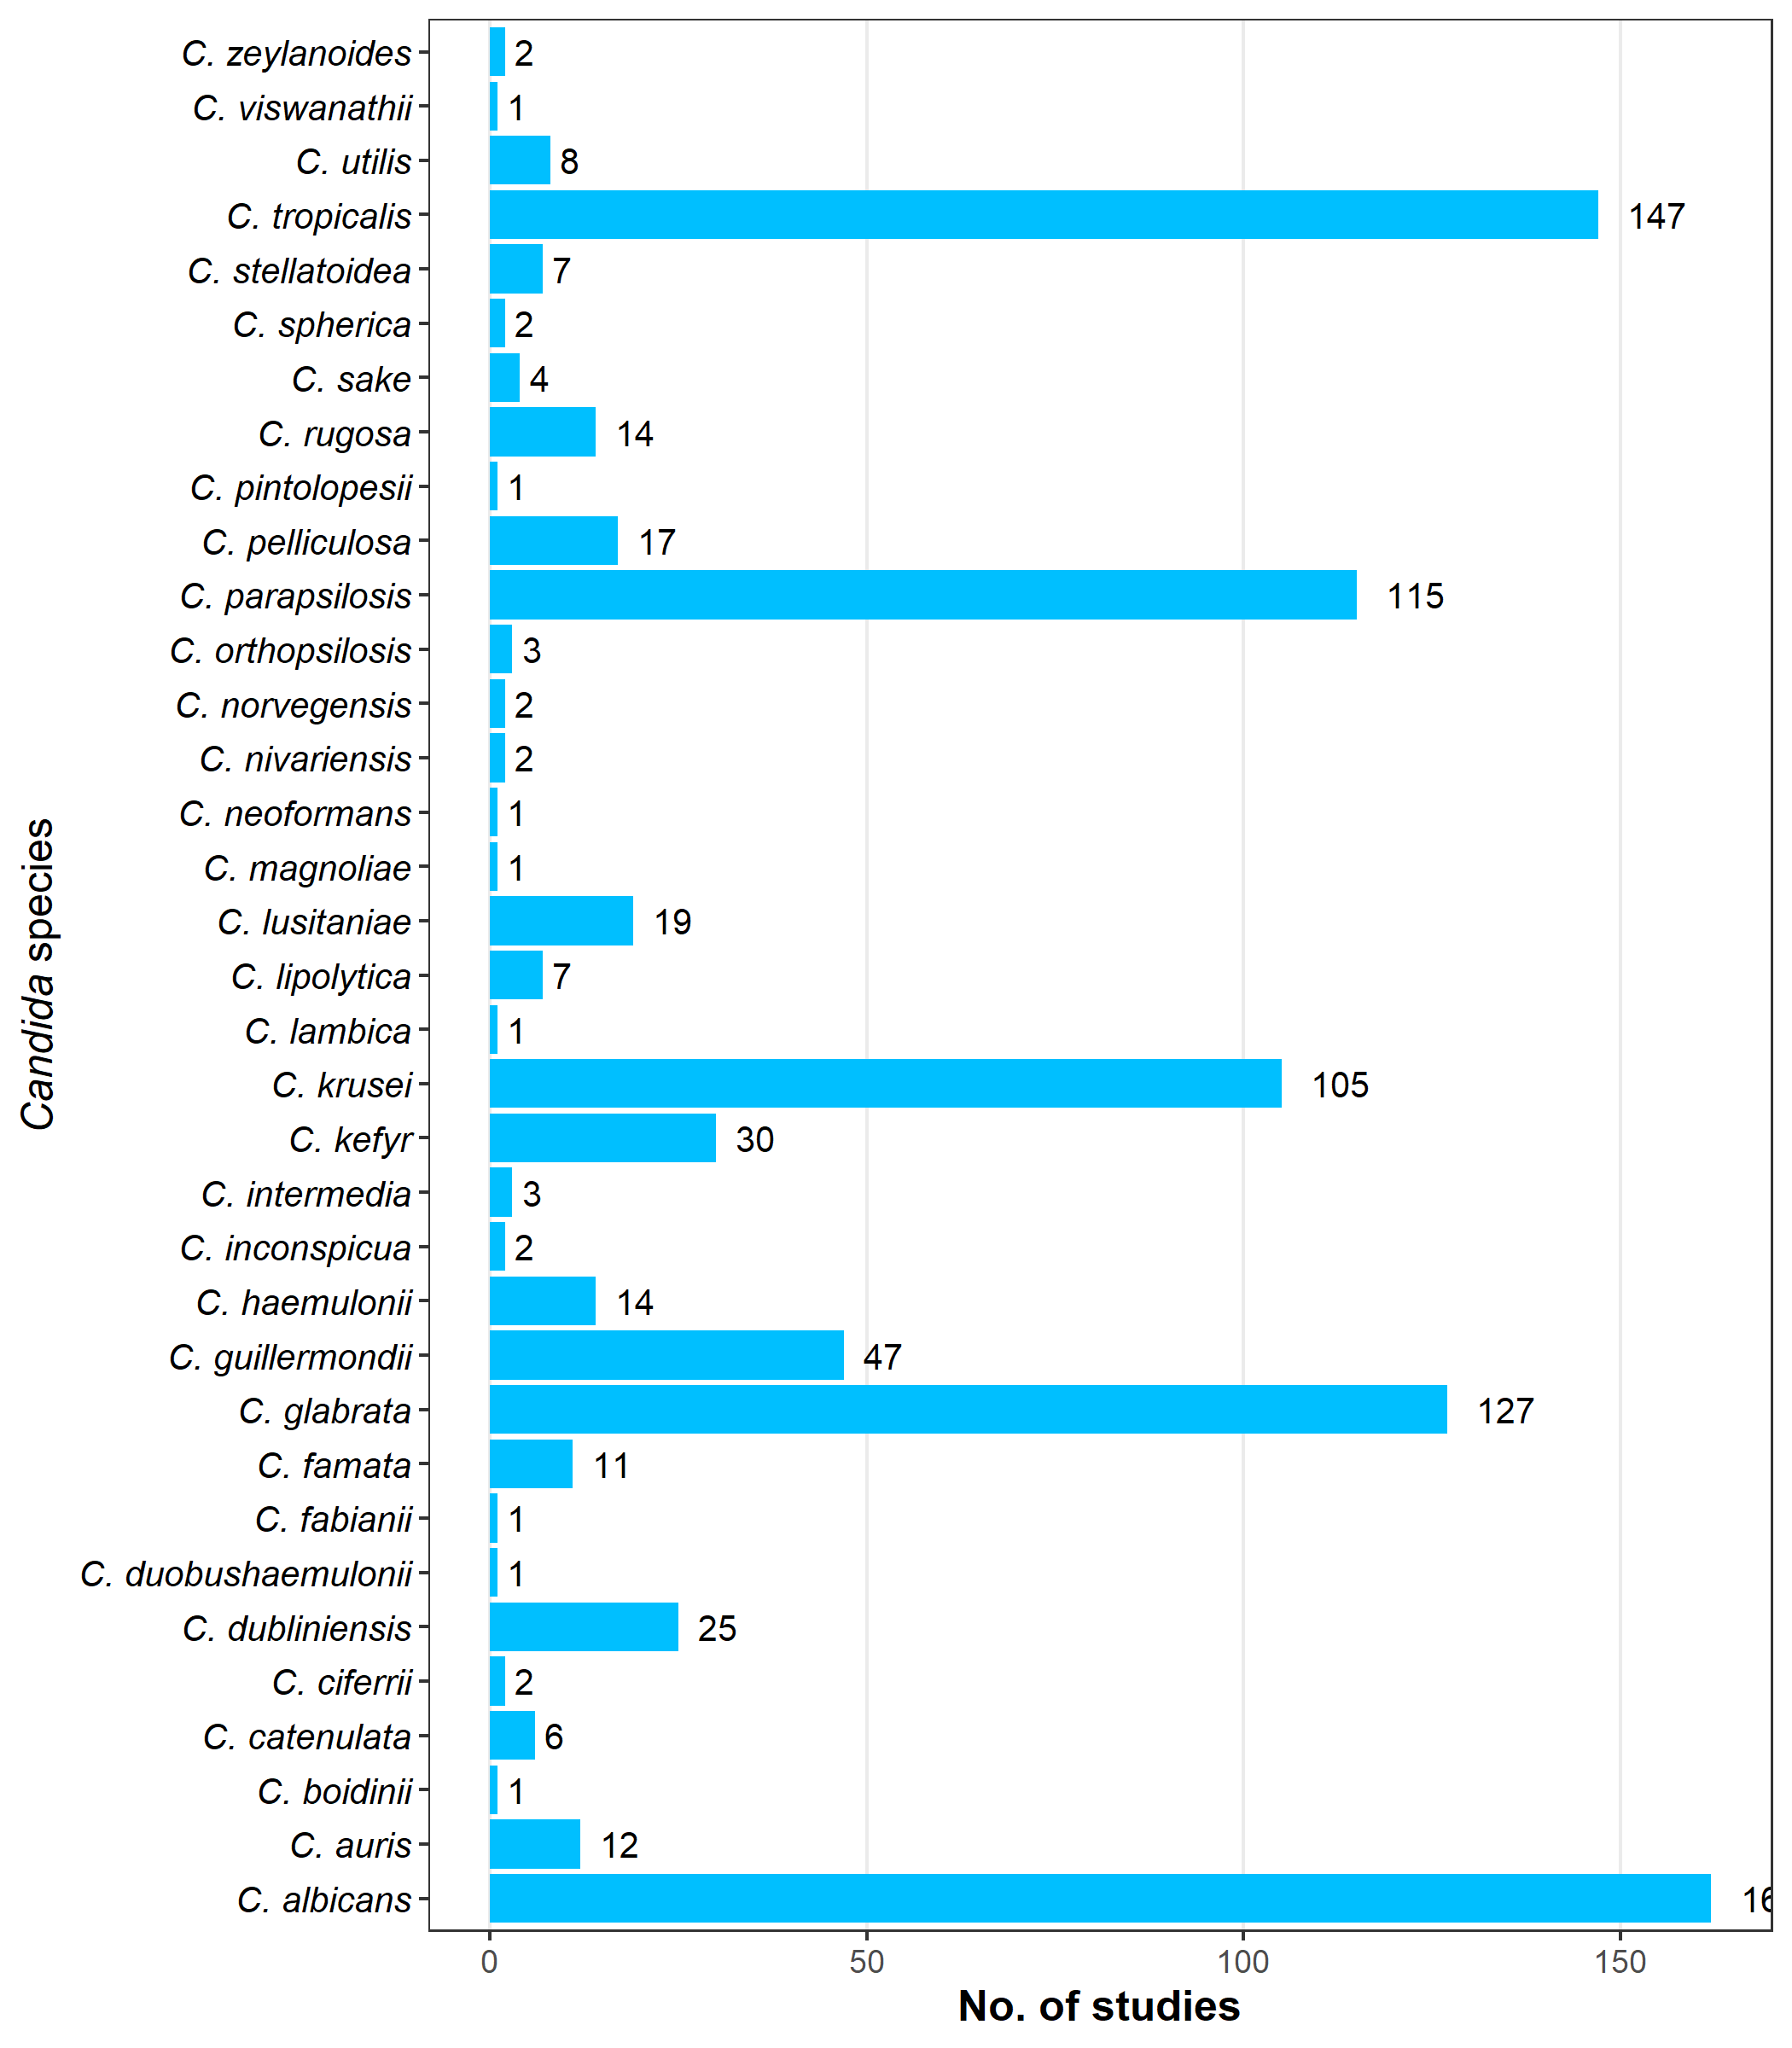 C. zeylanoides 2
C. viswanathii 1
C. utilis 8
C. tropicalis 147
C. stellatoidea 7
C. spherica 2
C. sake 4
C. rugosa 14
C. pintolopesii 1
C. pelliculosa 17
C. parapsilosis 115
C. orthopsilosis 3
C. norvegensis 2
C. nivariensis 2
C. neoformans 1
C. magnoliae 1
C. lusitaniae 19
C. lipolytica 7
C. lambica 1
C. krusei 105
C. kefyr 30
C. intermedia 3
C. inconspicua 2
C. haemulonii 14
C. guillermondii 47
C. glabrata 127
C. famata 11
C. fabianii 1
C. duobushaemulonii 1
C. dubliniensis 25
C. ciferrii 2
C. catenulata 6
C. boidinii 1
C. auris 12
C. albicans
Candida species
0 50 100 150
No. of studies